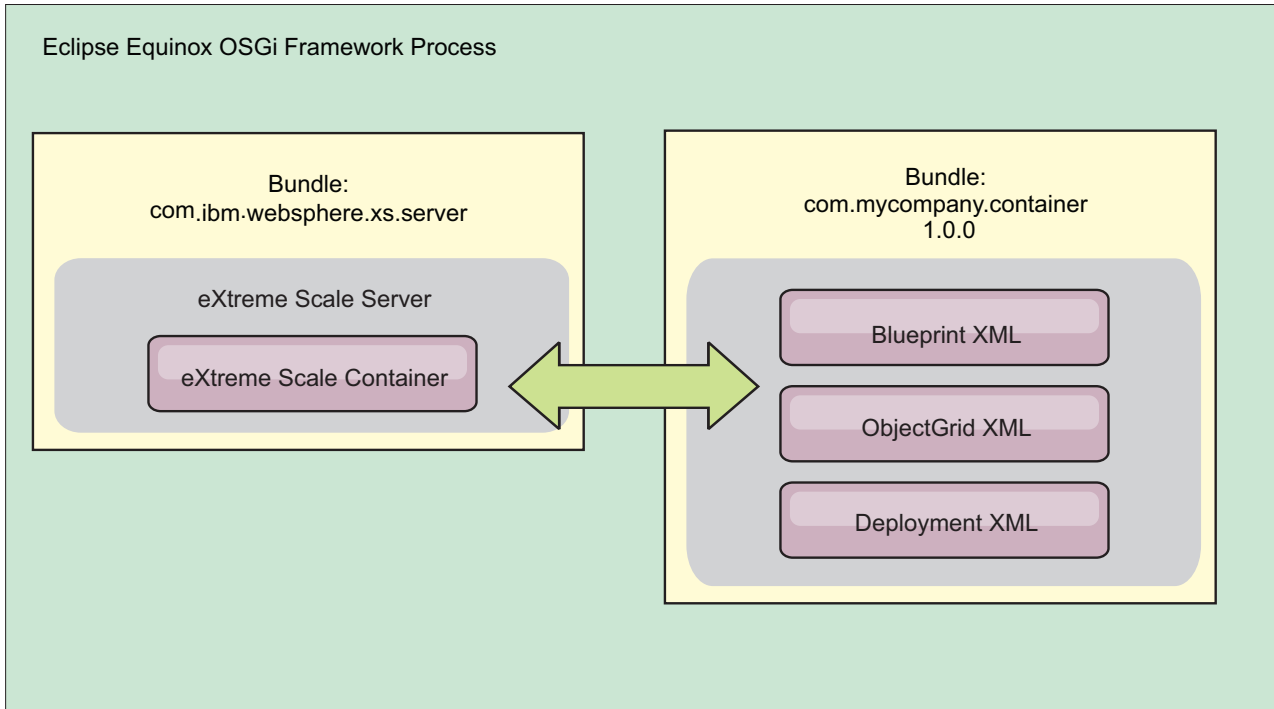 Eclipse Equinox OSGi Framework Process
Bundle:
com.ibm.websphere.xs.server
eXtreme Scale Server
eXtreme Scale Container
Bundle:
com.mycompany.container
1.0.0
Blueprint XML
ObjectGrid XML
Deployment XML